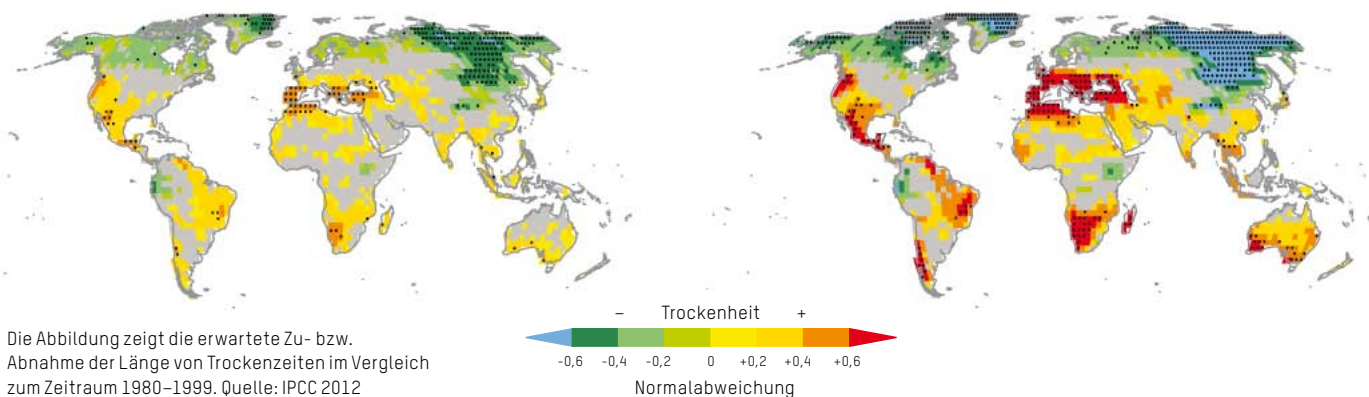 Die Abbildung zeigt die erwartete Zu- bzw.
Abnahme der Länge von Trockenzeiten im Vergleich
zum Zeitraum 1980–1999. Quelle: IPCC 2012
– Trockenheit +
-0,6 -0,4 -0,2 0 +0,2 +0,4 +0,6
Normalabweichung